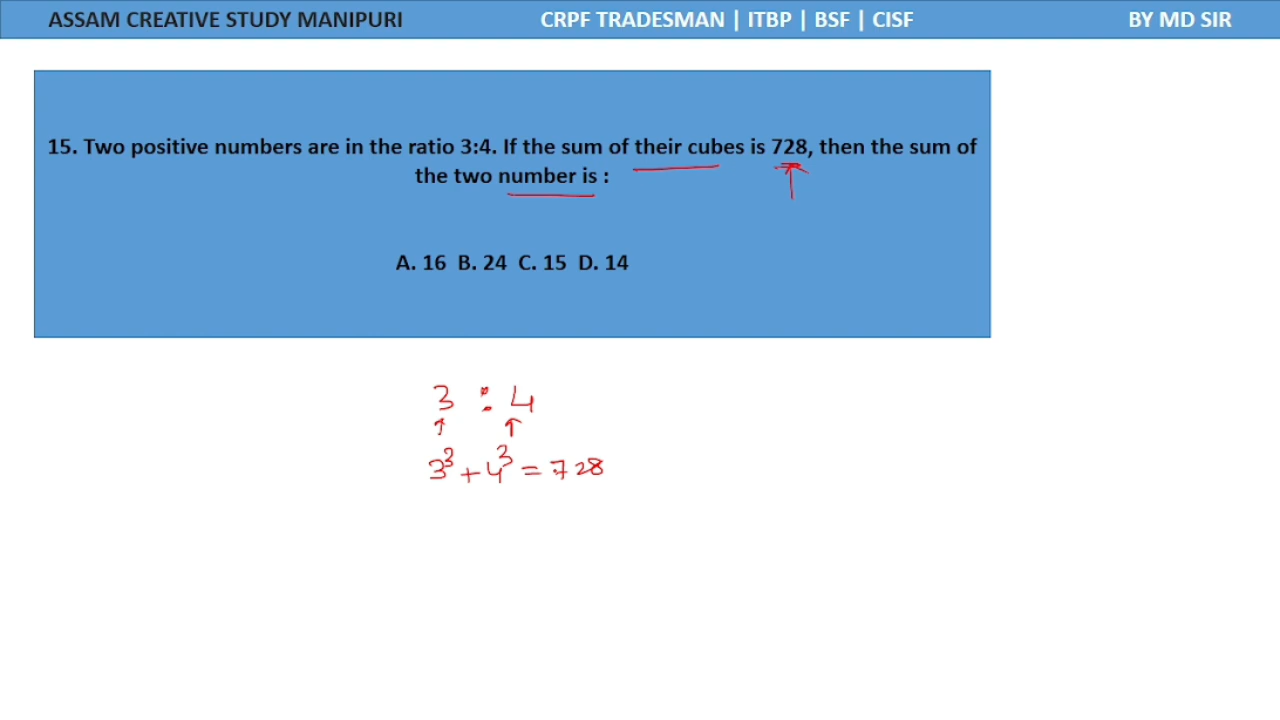 ASSAM CREATIVE STUDY MANIPURI CRPF TRADESMAN | ITBP | BSF | CISF BY MD SIR
15. Two positive numbers are in the ratio 3:4. If the sum of their cubes is 728, then the sum of
the two number is :
A. 16 B. 24 C. 15 D. 14
3 : 4
3³ + 4³ = 728